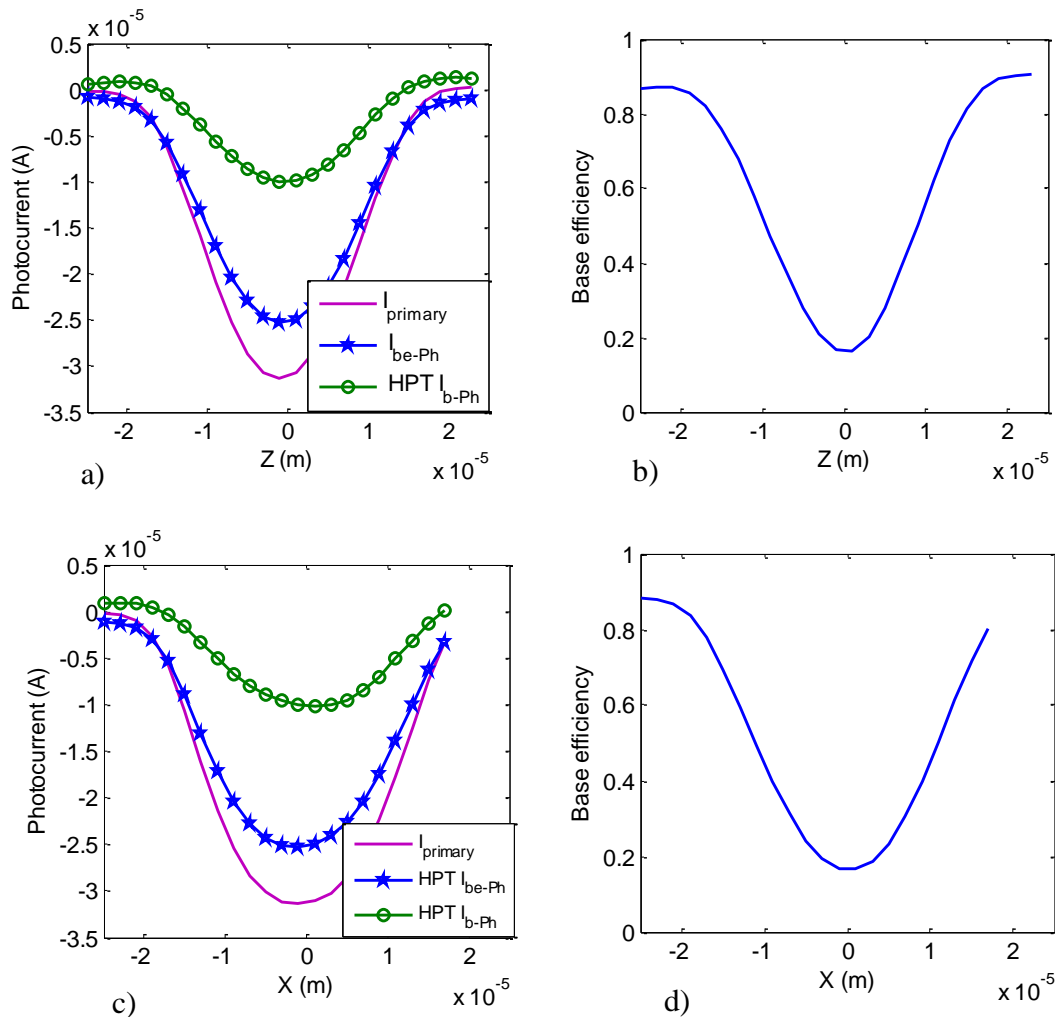 x 10^-5
0.5
0
-0.5
-1
-1.5
-2
-2.5
-3
-3.5
Photocurrent (A)
-2 -1 0 1 2
Z (m)
x 10^-5
I_primary
I_be-Ph
HPT I_b-Ph
a)
1
0.8
0.6
0.4
0.2
0
Base efficiency
-2 -1 0 1 2
Z (m)
x 10^-5
b)
x 10^-5
0.5
0
-0.5
-1
-1.5
-2
-2.5
-3
-3.5
Photocurrent (A)
-2 -1 0 1 2
X (m)
x 10^-5
I_primary
HPT I_be-Ph
HPT I_b-Ph
c)
1
0.8
0.6
0.4
0.2
0
Base efficiency
-2 -1 0 1 2
X (m)
x 10^-5
d)